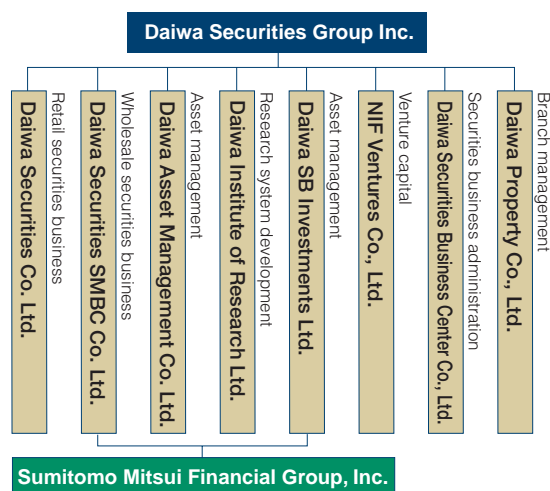 Daiwa Securities Group Inc.
Daiwa Securities Co. Ltd.
Retail securities business
Daiwa Securities SMBC Co. Ltd.
Wholesale securities business
Daiwa Asset Management Co. Ltd.
Asset management
Daiwa Institute of Research Ltd.
Research system development
Daiwa SB Investments Ltd.
Asset management
NIF Ventures Co., Ltd.
Venture capital
Daiwa Securities Business Center Co., Ltd.
Securities business administration
Daiwa Property Co., Ltd.
Branch management
Sumitomo Mitsui Financial Group, Inc.